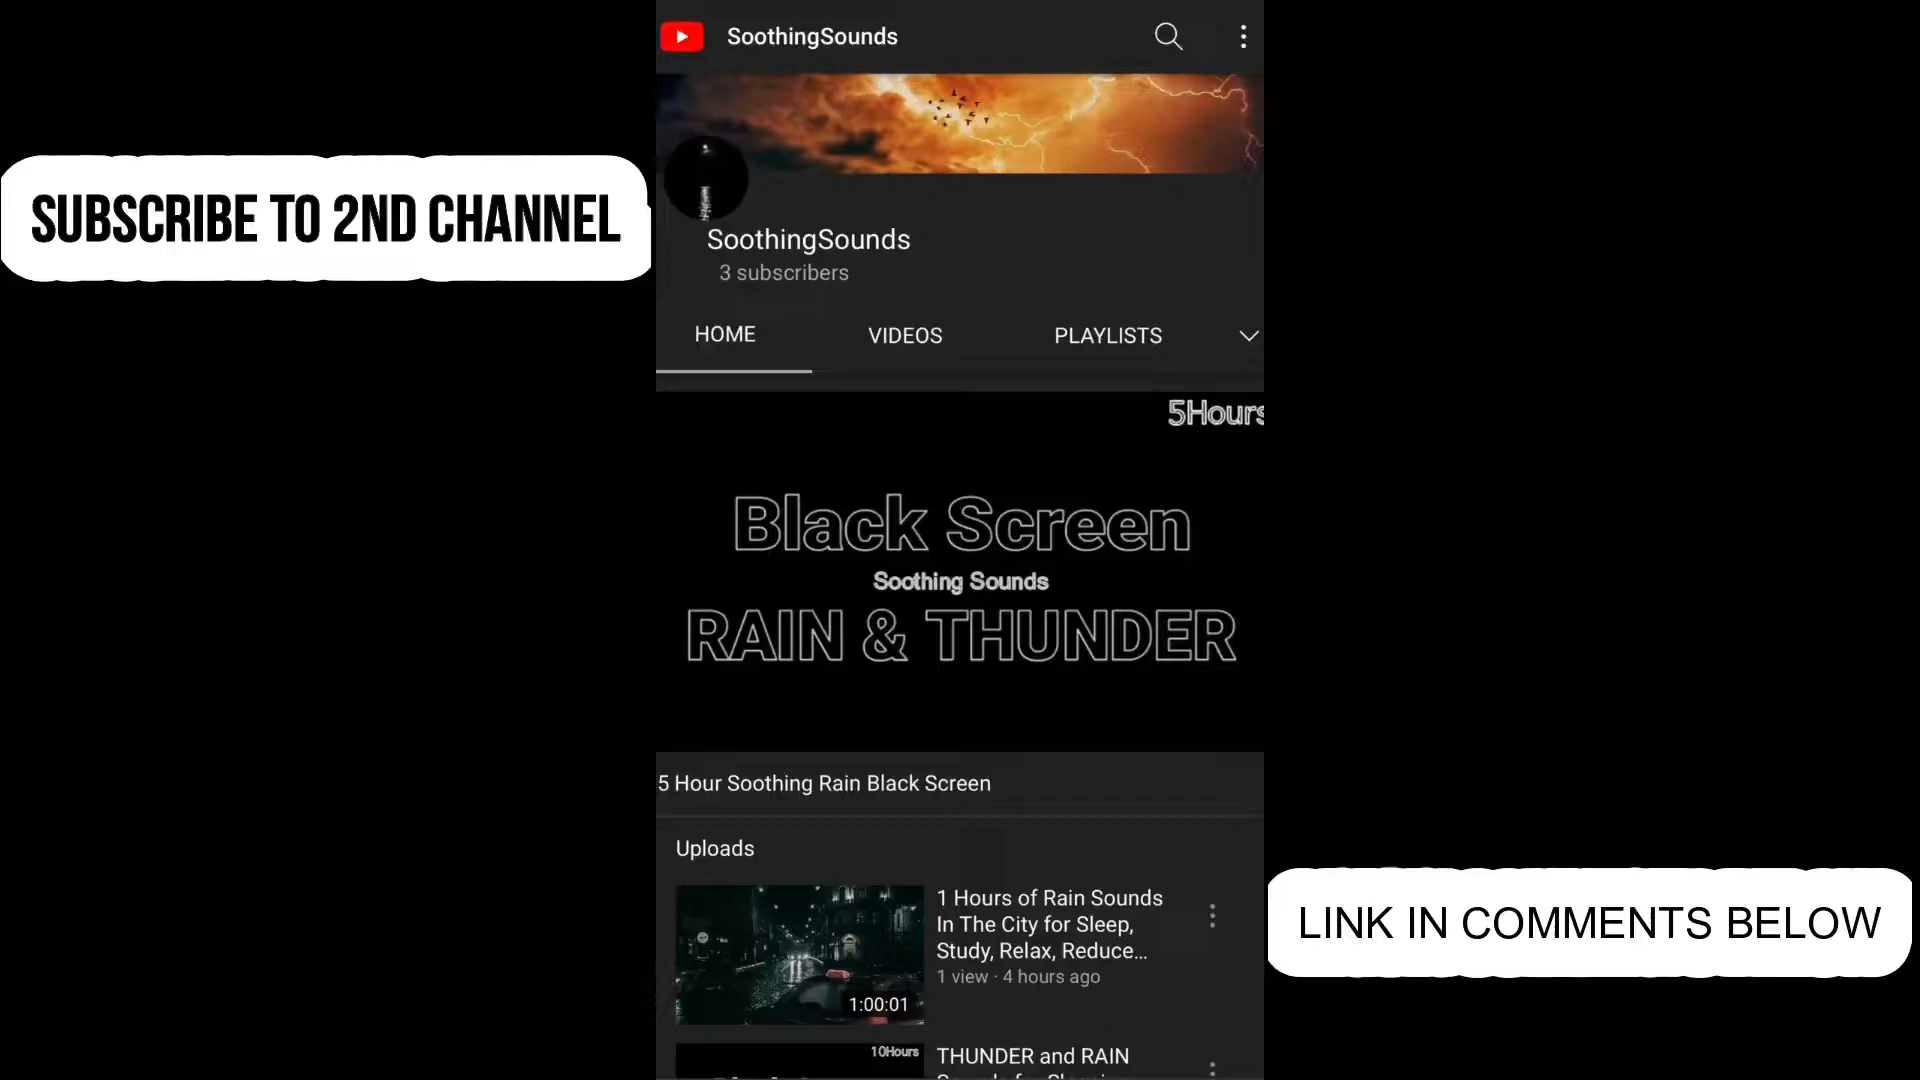 SoothingSounds
SUBSCRIBE TO 2ND CHANNEL
SoothingSounds
3 subscribers
HOME VIDEOS PLAYLISTS
5Hours
Black Screen
Soothing Sounds
RAIN & THUNDER
5 Hour Soothing Rain Black Screen
Uploads
1 Hours of Rain Sounds
In The City for Sleep,
Study, Relax, Reduce...
1 view · 4 hours ago
1:00:01
LINK IN COMMENTS BELOW
10Hours
THUNDER and RAIN